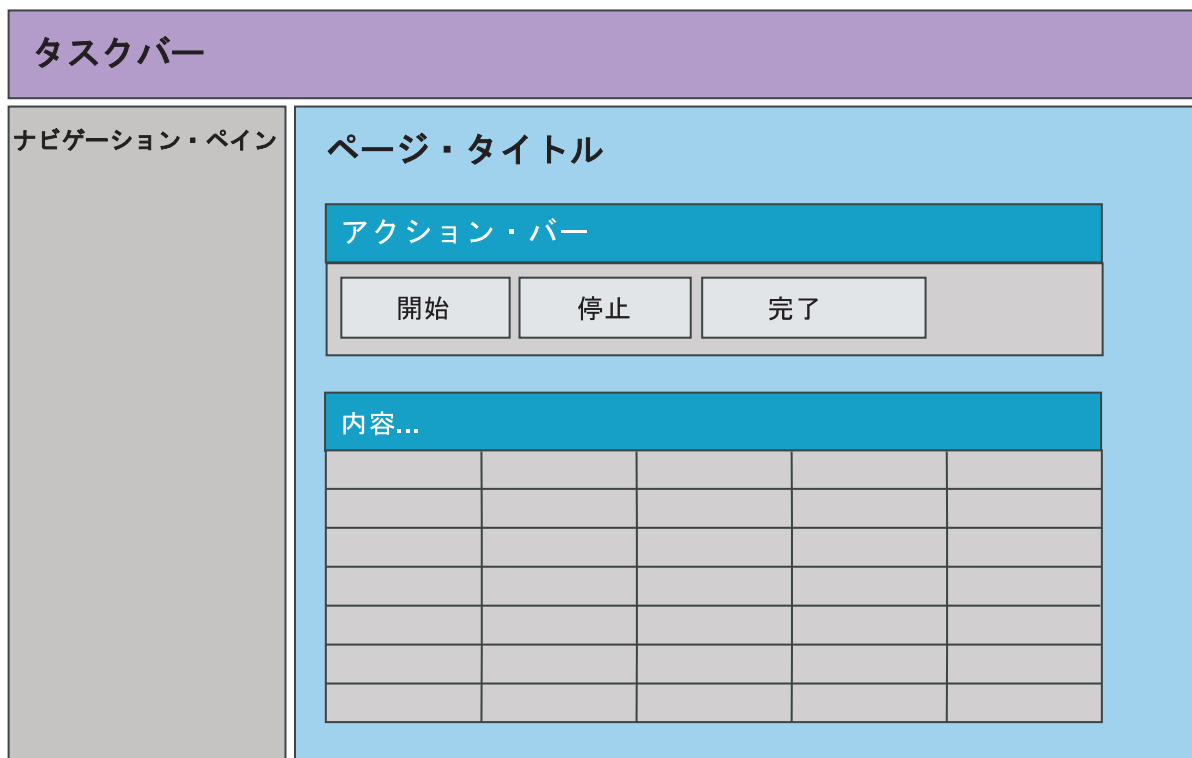 タスクバー
ナビゲーション・ペイン
ページ・タイトル
アクション・バー
開始
停止
完了
内容...